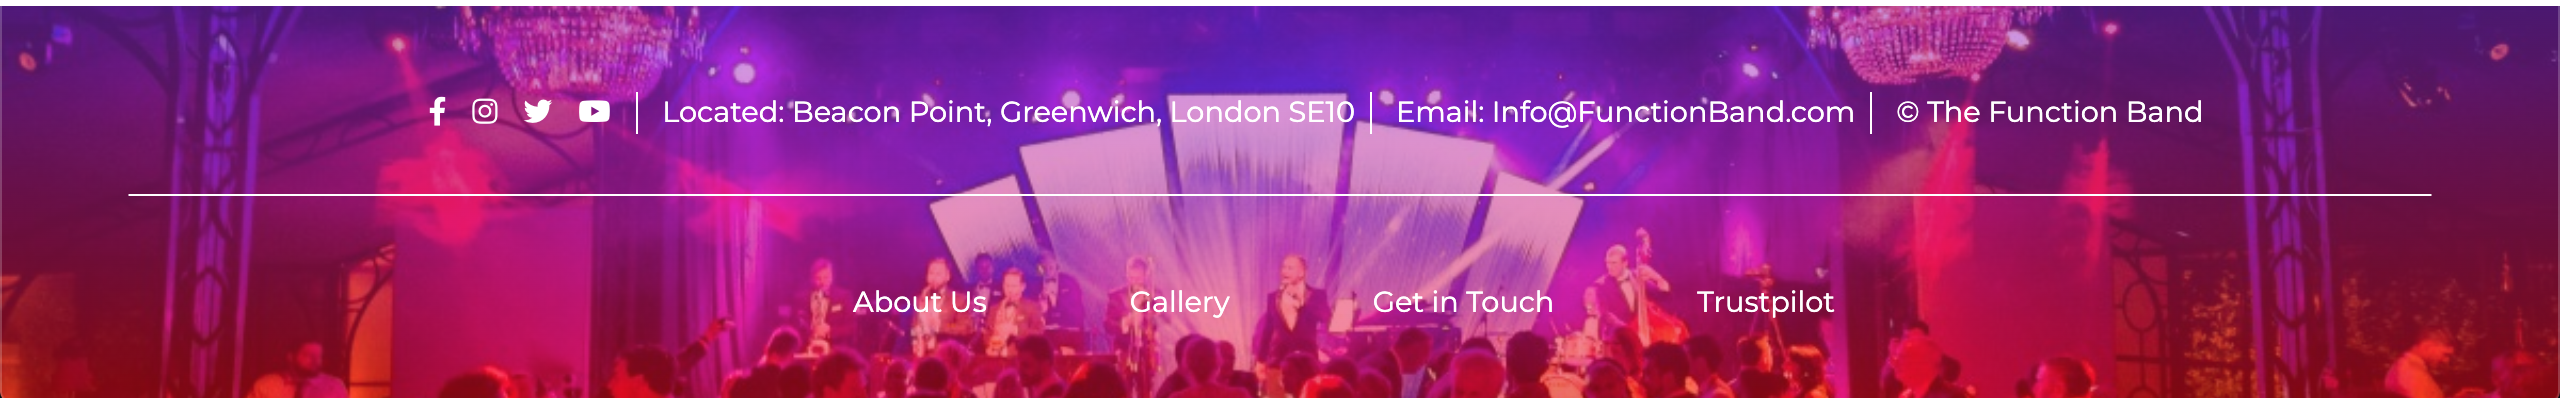 Located: Beacon Point, Greenwich, London SE10 | Email: Info@FunctionBand.com | © The Function Band
About Us Gallery Get in Touch Trustpilot